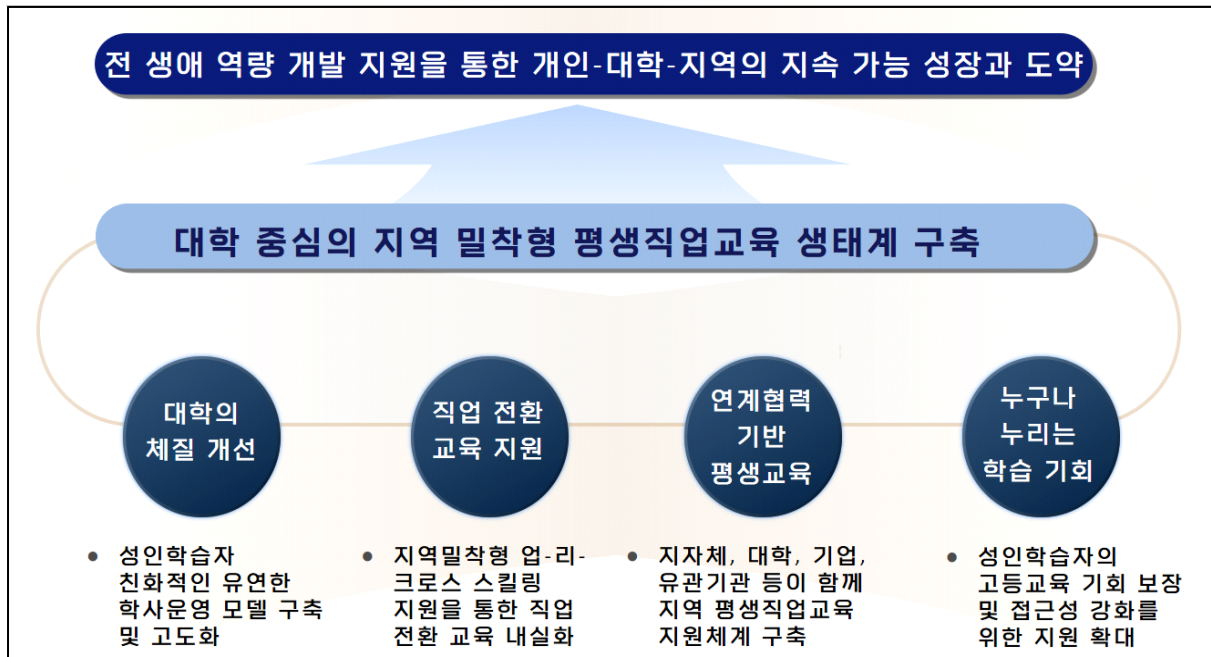 전 생애 역량 개발 지원을 통한 개인-대학-지역의 지속 가능 성장과 도약
대학 중심의 지역 밀착형 평생직업교육 생태계 구축
대학의
체질 개선
직업 전환
교육 지원
연계협력
기반
평생교육
누구나
누리는
학습 기회
● 성인학습자
친화적인 유연한
학사운영 모델 구축
및 고도화
● 지역밀착형 업-리-
크로스 스킬링
지원을 통한 직업
전환 교육 내실화
● 지자체, 대학, 기업,
유관기관 등이 함께
지역 평생직업교육
지원체계 구축
● 성인학습자의
고등교육 기회 보장
및 접근성 강화를
위한 지원 확대